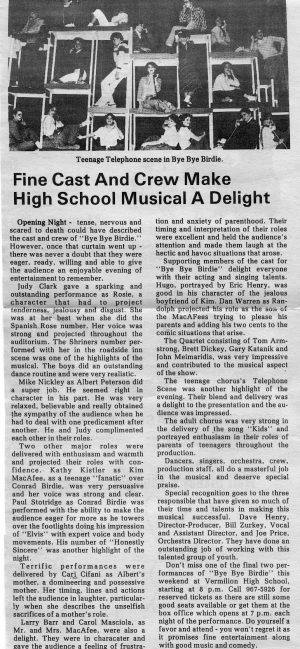 Teenage Telephone scene in Bye Bye Birdie.
Fine Cast And Crew Make
High School Musical A Delight
Opening Night - tense, nervous and
scared to death could have described
the cast and crew of "Bye Bye Birdie."
However, once that curtain went up -
there was never a doubt that they were
eager, ready, willing and able to give
the audience an enjoyable evening of
entertainment to remember.
Judy Clark gave a sparking and
outstanding performance as Rosie, a
character that had to project
tenderness, jealousy and disgust. She
was at her best when she did the
Spanish Rose number. Her voice was
strong and projected throughout the
auditorium. The Shriners number per-
formed with her in the roadside inn
scene was one of the highlights of the
musical. The boys did an outstanding
dance routine and were very realistic.
Mike Nickley as Albert Peterson did
a super job. He seemed right in
character in his part. He was very
relaxed, believable and really obtained
the sympathy of the audience when he
had to deal with one predicament after
another. He and Judy complimented
each other in their roles.
Two other major roles were
delivered with enthusiasm and warmth
and projected their roles with con-
fidence. Kathy Kistler as Kim
MacAfee, as a teenage "fanatic" over
Conrad Birdie, was very persuasive
and her voice was strong and clear.
Paul Stotridge as Conrad Birdie was
performed with the ability to make the
audience eager for more as he towers
over the footlights doing his impression
of "Elvis" with expert voice and body
movements. His number of "Honestly
Sincere" was another highlight of the
night.
Terrific performances were
delivered by Carl Cifani as Albert's
mother, a domineering and possessive
mother. Her timing, lines and actions
left the audience in laughter, particular-
ly when she describes the unselfish
sacrifices of a mother's role.
Larry Barr and Carol Masciola, as
Mr. and Mrs. MacAfee, were also a
delight. They were in character and
gave the audience a feeling of frustra-
tion and anxiety of parenthood. Their
timing and interpretation of their roles
were excellent and held the audience's
attention and made them laugh at the
hectic and havoc situations that arose.
Supporting members of the cast for
"Bye Bye Birdie" delight everyone
with their acting and singing talents.
Hugo, portrayed by Eric Henry, was
good in his character of the jealous
boyfriend of Kim. Dan Warren as Ran-
dolph projected his role as the son of
the MacAFees trying to please his
parents and adding his two cents to the
comic situations that arise.
The Quartet consisting of Tom Arm-
strong, Brett Dickey, Gary Katanik and
John Meimaridis, was very impressive
and contributed to the musical aspect
of the show.
The teenage chorus's Telephone
Scene was another highlight of the
evening. Their blend and delivery was
a delight to the presentation and the au-
dience was impressed.
The adult chorus was very strong in
the delivery of the song "Kids" and
portrayed enthusiasm in their roles of
parents of teenagers throughout the
production.
Dancers, singers, orchestra, crew,
production staff, all do a masterful job
in the musical and deserve special
praise.
Special recognition goes to the three
responsible that have given so much of
their time and talents in making this
musical successful. Dave Henry,
Director-Producer, Bill Zurkey, Vocal
and Assistant Director, and Joe Price,
Orchestra Director. They have done an
outstanding job of working with this
talented group of youth.
Don't miss one of the final two per-
formances of "Bye Bye Birdie" this
weekend at Vermilion High School,
starting at 8 p.m. Call 967-5926 for
reserved tickets as there are still some
good seats available or get them at the
box office which opens at 7 p.m. each
night of the performance. Do yourself a
favor and attend - you won't regret it as
it promises fine entertainment along
with good music and comedy.